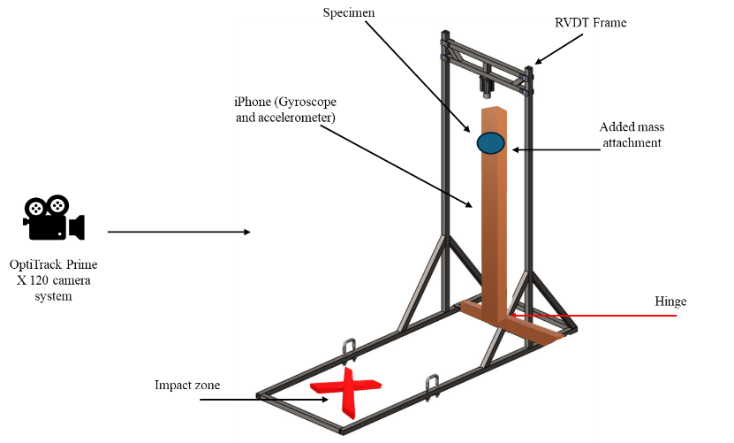 Specimen
RVDT Frame
iPhone (Gyroscope
and accelerometer)
Added mass
attachment
OptiTrack Prime
X 120 camera
system
Hinge
Impact zone